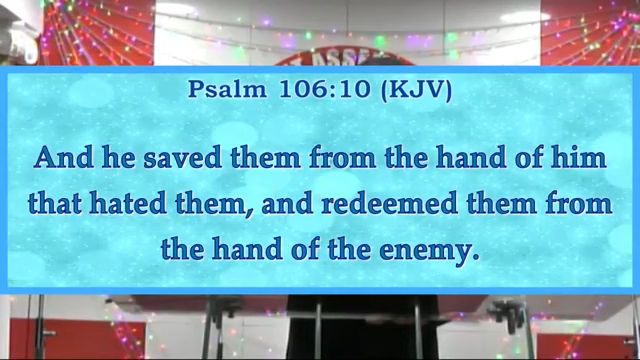 ASSE
Psalm 106:10 (KJV)
And he saved them from the hand of him
that hated them, and redeemed them from
the hand of the enemy.